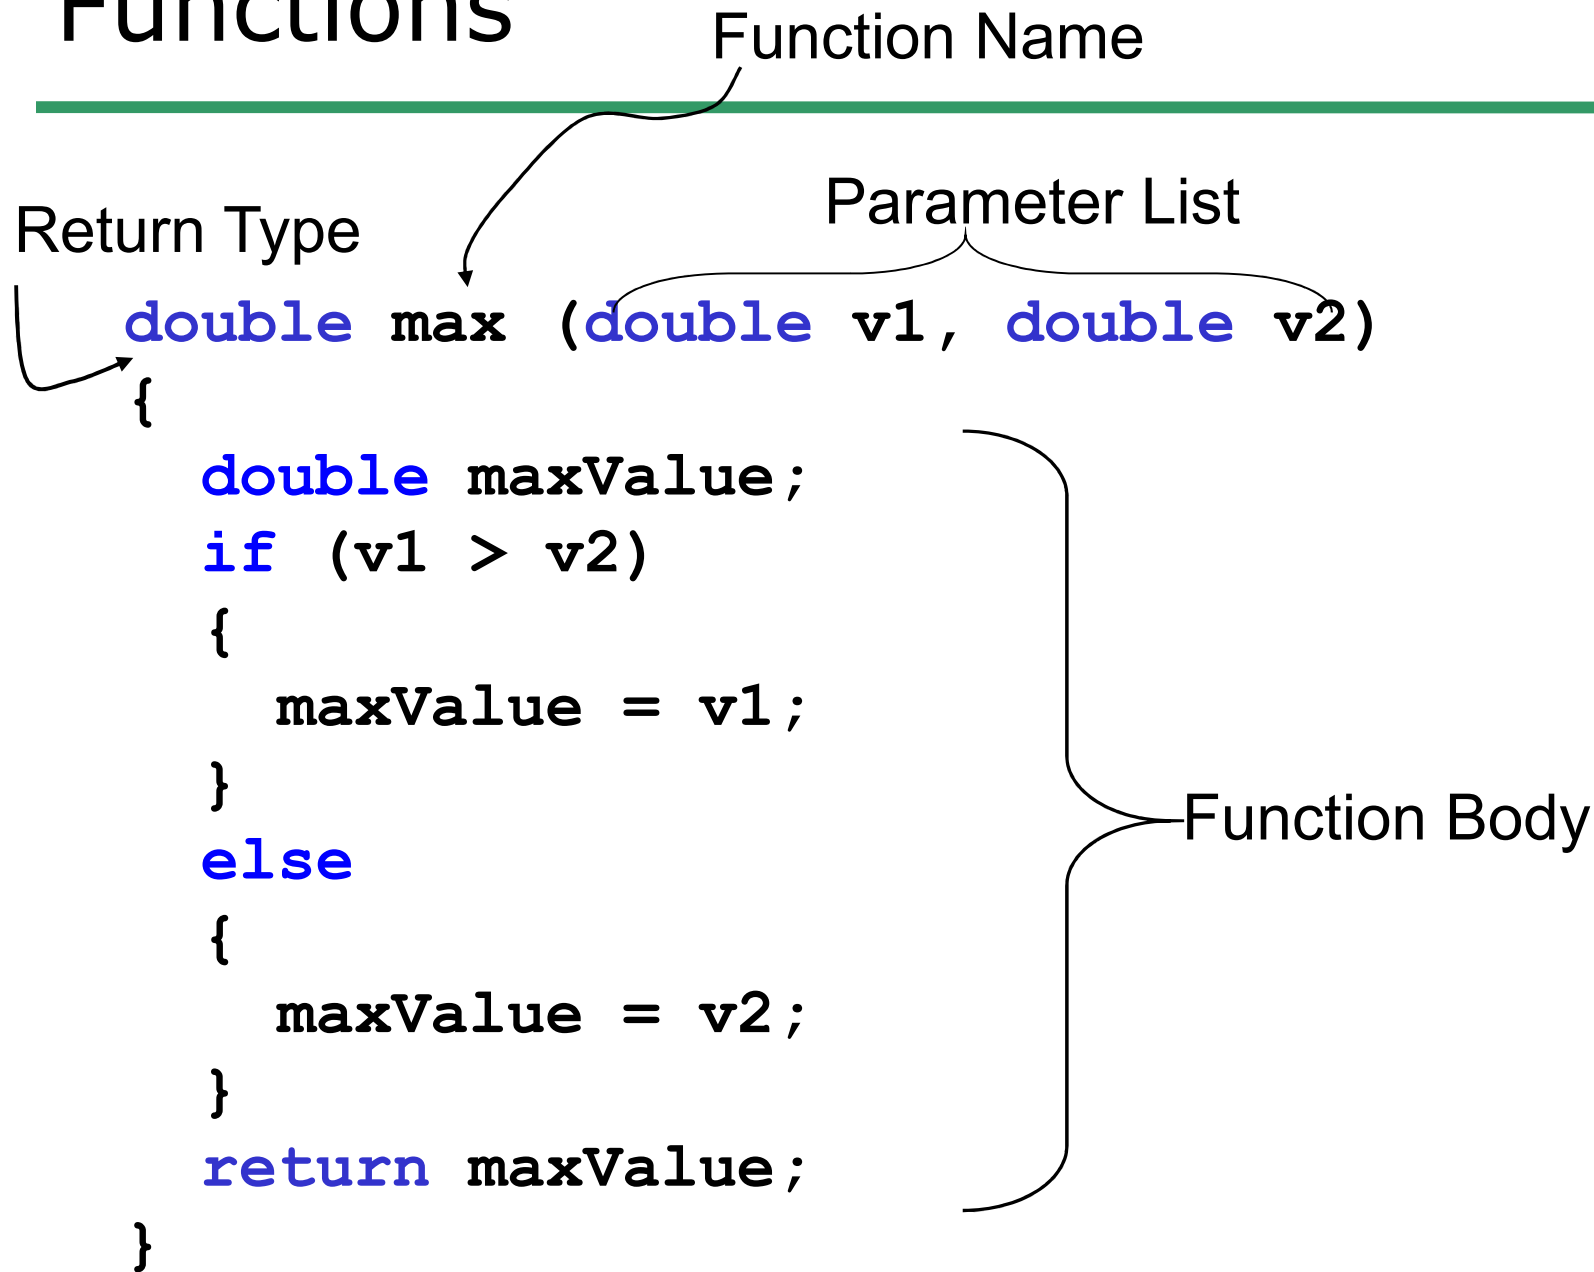 Functions
Function Name
Parameter List
Return Type
double max (double v1, double v2)
{
double maxValue;
if (v1 > v2)
{
maxValue = v1;
}
else
{
maxValue = v2;
}
return maxValue;
}
Function Body